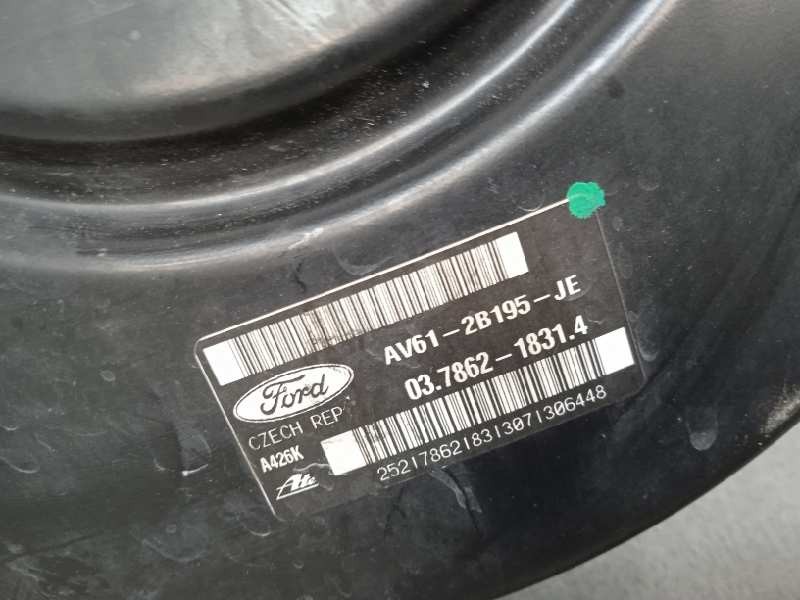 AV61-2B195-JE
03.7862-1831.4
Ford
CZECH REP
A426K
2521786218313071306448
Ate